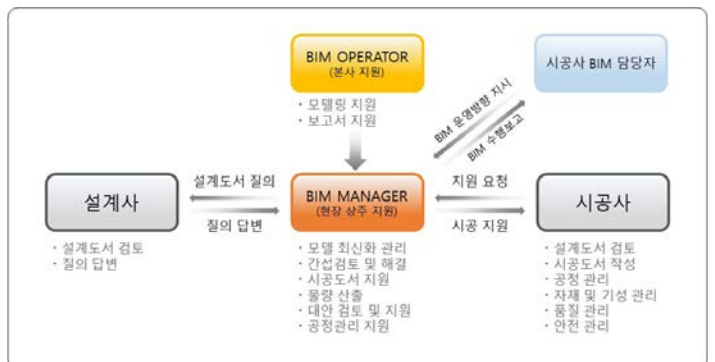 BIM OPERATOR
(본사 지원)
· 모델링 지원
· 보고서 지원
시공사 BIM 담당자
BIM 운영방향 지시
BIM 수행보고
설계사
· 설계도서 검토
· 질의 답변
설계도서 질의
질의 답변
BIM MANAGER
(현장 상주 지원)
· 모델 최신화 관리
· 간섭검토 및 해결
· 시공도서 지원
· 물량 산출
· 대안 검토 및 지원
· 공정관리 지원
지원 요청
시공 지원
시공사
· 설계도서 검토
· 시공도서 작성
· 공정 관리
· 자재 및 기성 관리
· 품질 관리
· 안전 관리